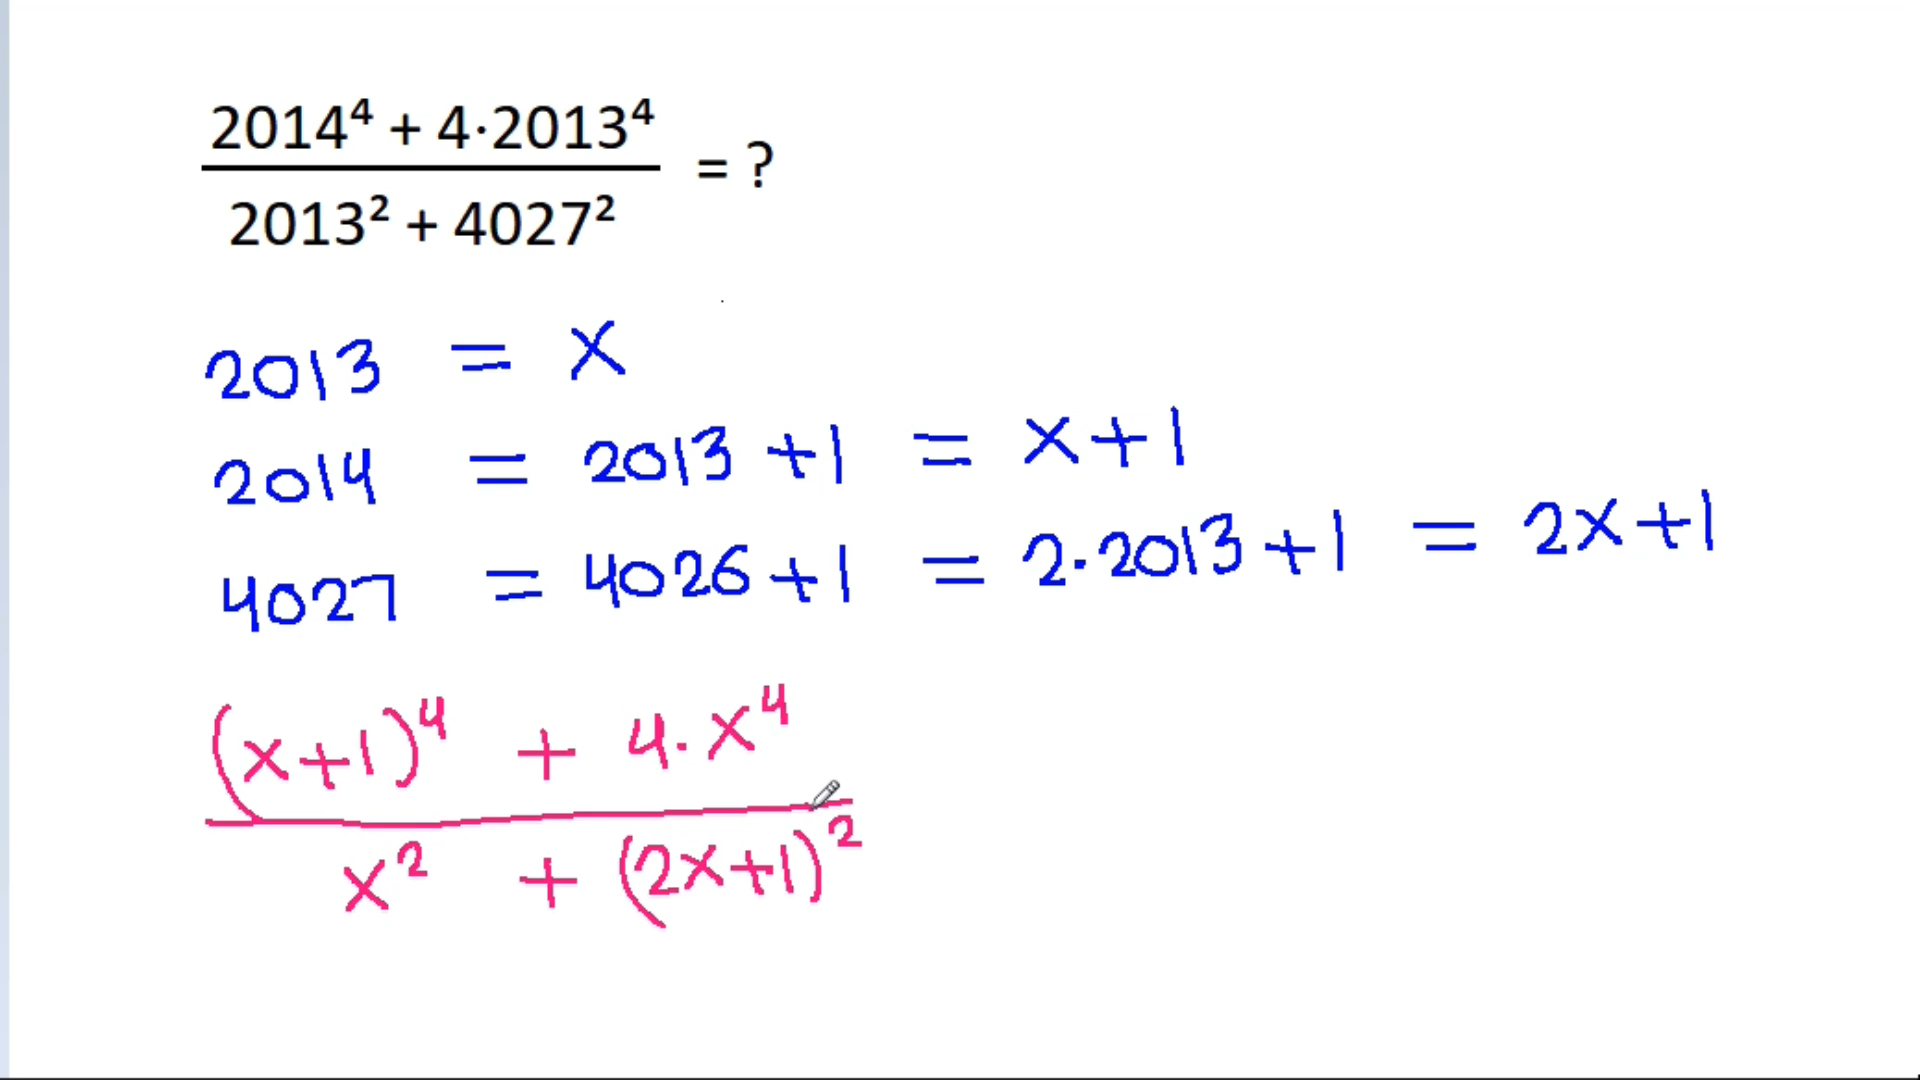 2014⁴ + 4·2013⁴
= ?
2013² + 4027²
2013 = x
2014 = 2013 + 1 = x + 1
4027 = 4026 + 1 = 2·2013 + 1 = 2x + 1
(x + 1)⁴ + 4·x⁴
x² + (2x + 1)²